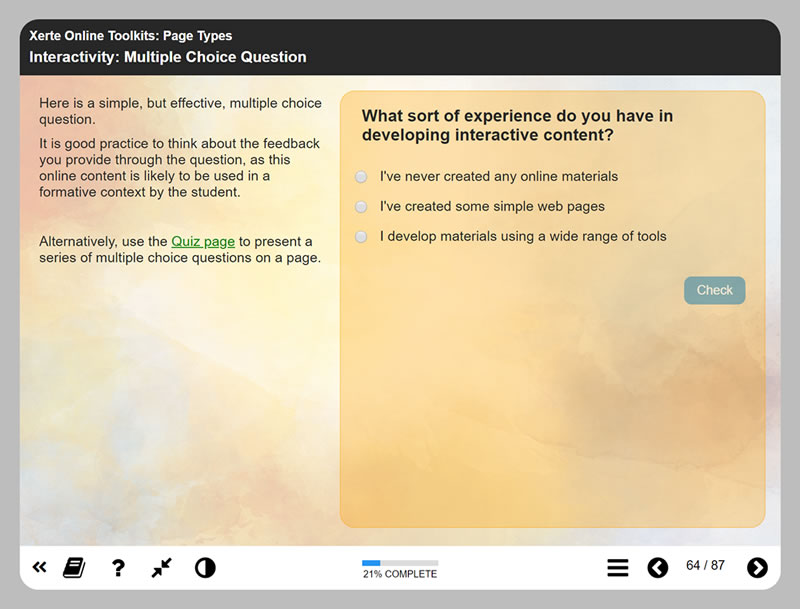 Xerte Online Toolkits: Page Types
Interactivity: Multiple Choice Question
Here is a simple, but effective, multiple choice
question.
It is good practice to think about the feedback
you provide through the question, as this
online content is likely to be used in a
formative context by the student.
Alternatively, use the Quiz page to present a
series of multiple choice questions on a page.
What sort of experience do you have in
developing interactive content?
I've never created any online materials
I've created some simple web pages
I develop materials using a wide range of tools
Check
21% COMPLETE
64 / 87